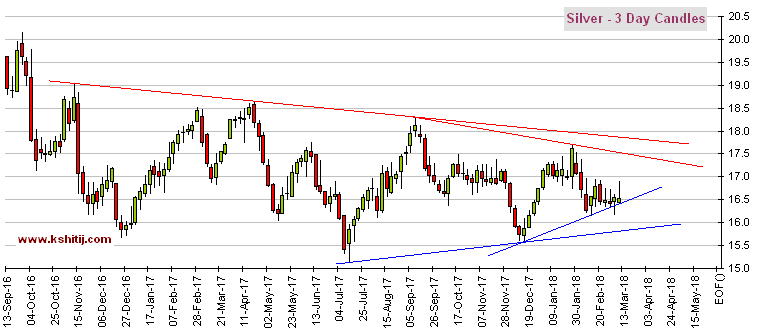 Silver - 3 Day Candles
20.5
20.0
19.5
19.0
18.5
18.0
17.5
17.0
16.5
16.0
15.5
15.0
www.kshitij.com
13-Sep-16
04-Oct-16
25-Oct-16
15-Nov-16
06-Dec-16
27-Dec-16
17-Jan-17
07-Feb-17
28-Feb-17
21-Mar-17
11-Apr-17
02-May-17
23-May-17
13-Jun-17
04-Jul-17
25-Jul-17
15-Aug-17
05-Sep-17
26-Sep-17
17-Oct-17
07-Nov-17
28-Nov-17
19-Dec-17
09-Jan-18
30-Jan-18
20-Feb-18
13-Mar-18
03-Apr-18
24-Apr-18
15-May-18
EOF()